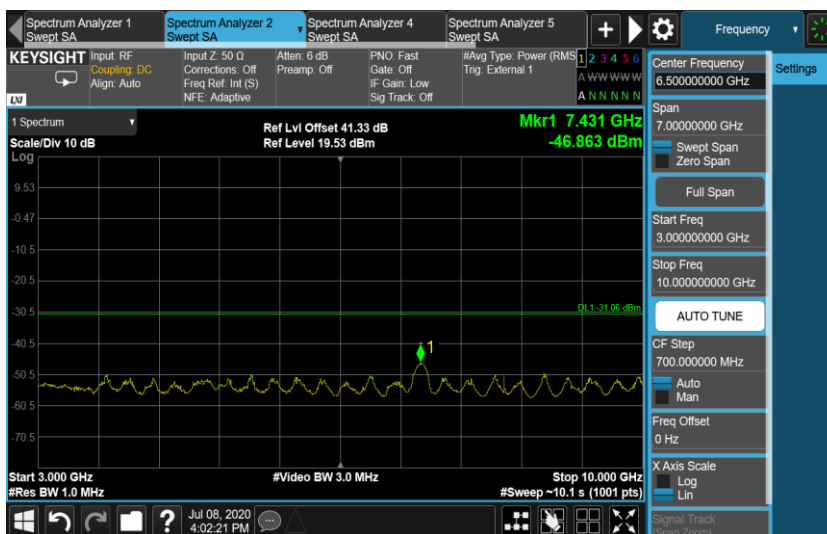 Spectrum Analyzer 1
Swept SA
Spectrum Analyzer 2
Swept SA
Spectrum Analyzer 4
Swept SA
Spectrum Analyzer 5
Swept SA
+
Frequency
KEYSIGHT
LXI
Input: RF
Coupling: DC
Align: Auto
Input Z: 50 Ω
Corrections: Off
Freq Ref: Int (S)
NFE: Adaptive
Atten: 6 dB
Preamp: Off
PNO: Fast
Gate: Off
IF Gain: Low
Sig Track: Off
#Avg Type: Power (RMS
Trig: External 1
1 2 3 4 5 6
A W W W W W
A N N N N N
Center Frequency
6.500000000 GHz
Settings
Span
7.00000000 GHz
Swept Span
Zero Span
Full Span
Start Freq
3.000000000 GHz
Stop Freq
10.000000000 GHz
AUTO TUNE
CF Step
700.000000 MHz
Auto
Man
Freq Offset
0 Hz
X Axis Scale
Log
Lin
Signal Track
(Span Zoom)
1 Spectrum
Scale/Div 10 dB
Ref Lvl Offset 41.33 dB
Ref Level 19.53 dBm
Mkr1 7.431 GHz
-46.863 dBm
Log
9.53
-0.47
-10.5
-20.5
-30.5
DL1 -31.06 dBm
-40.5
1
-50.5
-60.5
-70.5
Start 3.000 GHz
#Res BW 1.0 MHz
#Video BW 3.0 MHz
Stop 10.000 GHz
#Sweep ~10.1 s (1001 pts)
?
Jul 08, 2020
4:02:21 PM